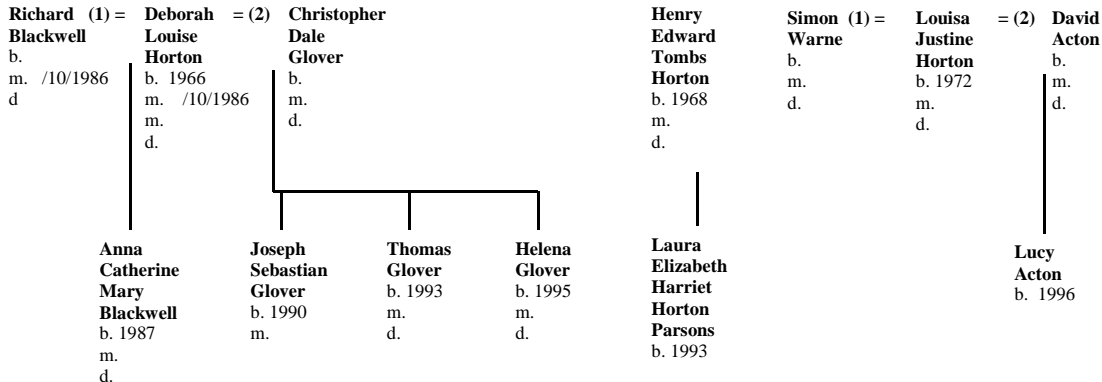 Richard (1) =
Blackwell
b.
m. /10/1986
d
Deborah = (2)
Louise
Horton
b. 1966
m. /10/1986
m.
d.
Christopher
Dale
Glover
b.
m.
d.
Henry
Edward
Tombs
Horton
b. 1968
m.
d.
Simon (1) =
Warne
b.
m.
d.
Louisa = (2)
Justine
Horton
b. 1972
m.
d.
David
Acton
b.
m.
d.
Anna
Catherine
Mary
Blackwell
b. 1987
m.
d.
Joseph
Sebastian
Glover
b. 1990
m.
Thomas
Glover
b. 1993
m.
d.
Helena
Glover
b. 1995
m.
d.
Laura
Elizabeth
Harriet
Horton
Parsons
b. 1993
Lucy
Acton
b. 1996